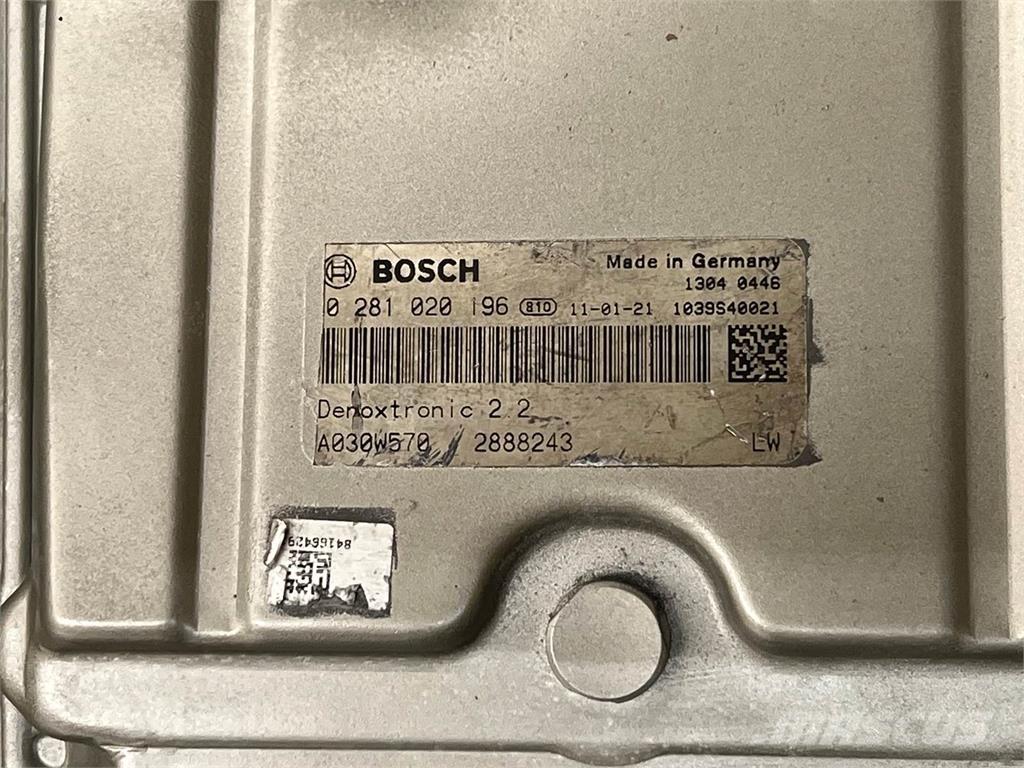 BOSCH Made in Germany
1304 0446
0 281 020 196 810 11-01-21 1039S40021
Denoxtronic 2.2
A030W570 2888243 LW
84166429
MASCUS